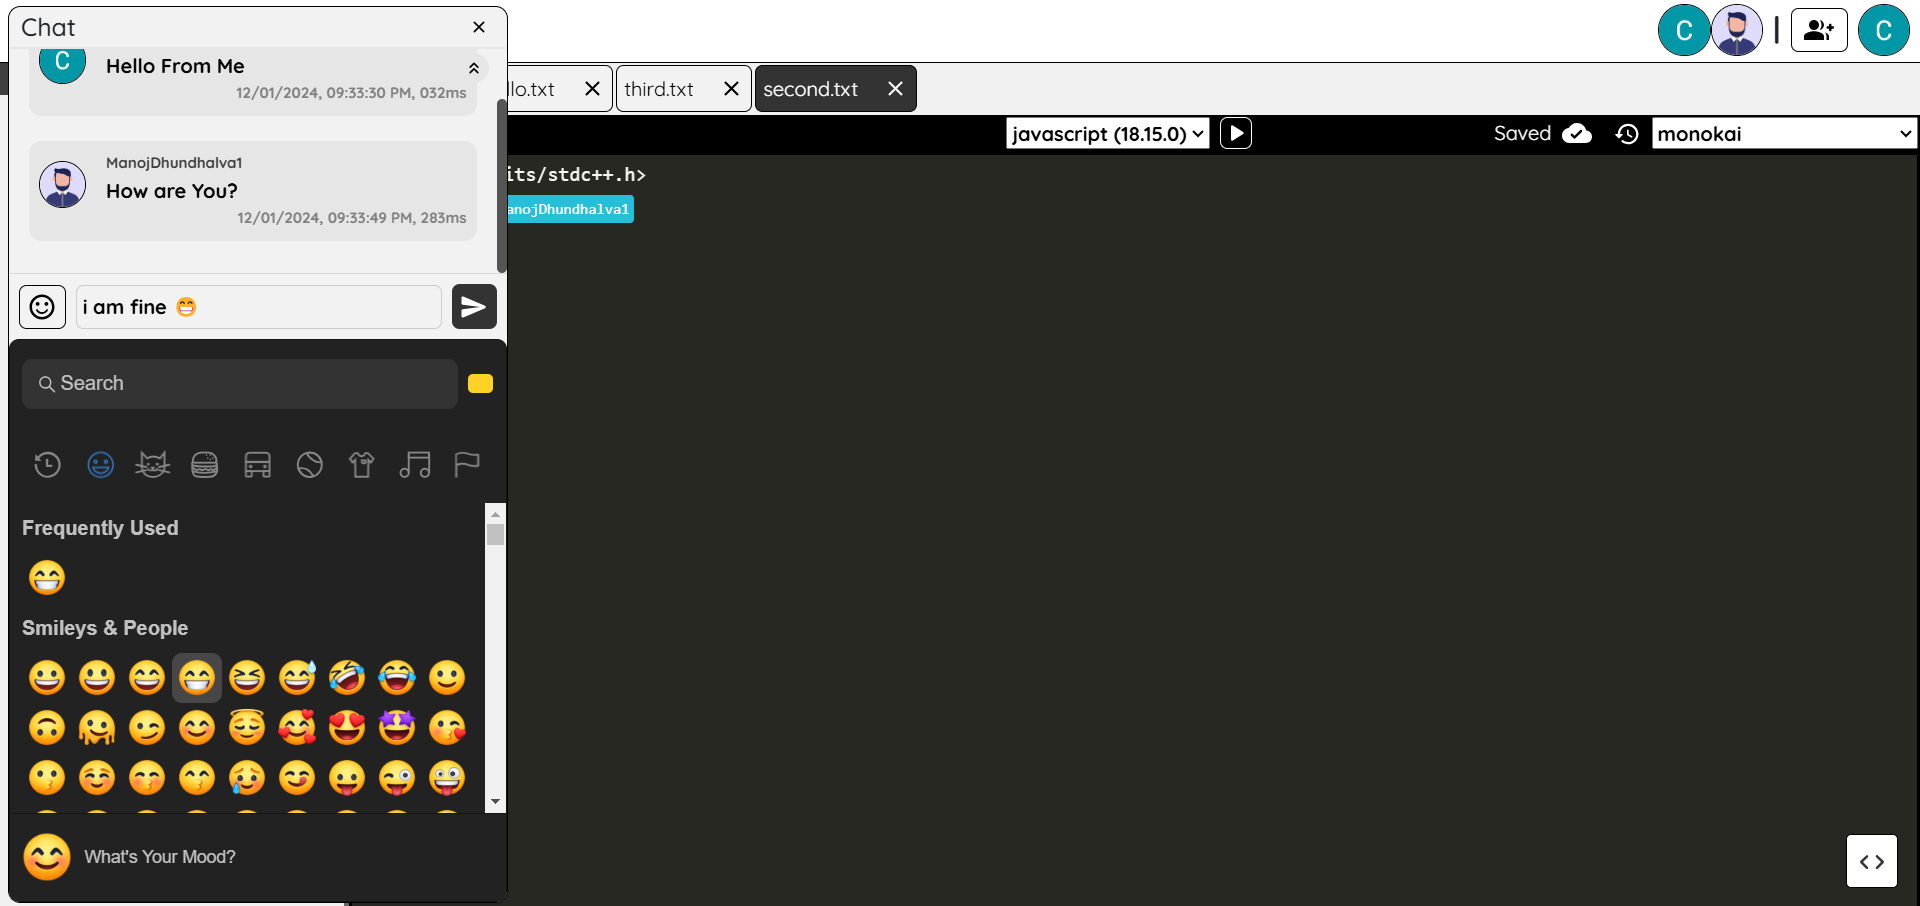 Chat
C
Hello From Me
12/01/2024, 09:33:30 PM, 032ms
ManojDhundhalva1
How are You?
12/01/2024, 09:33:49 PM, 283ms
i am fine 😁
Search
Frequently Used
Smileys & People
What's Your Mood?
C
C
llo.txt
third.txt
second.txt
javascript (18.15.0)
Saved
monokai
its/stdc++.h>
anojDhundhalva1